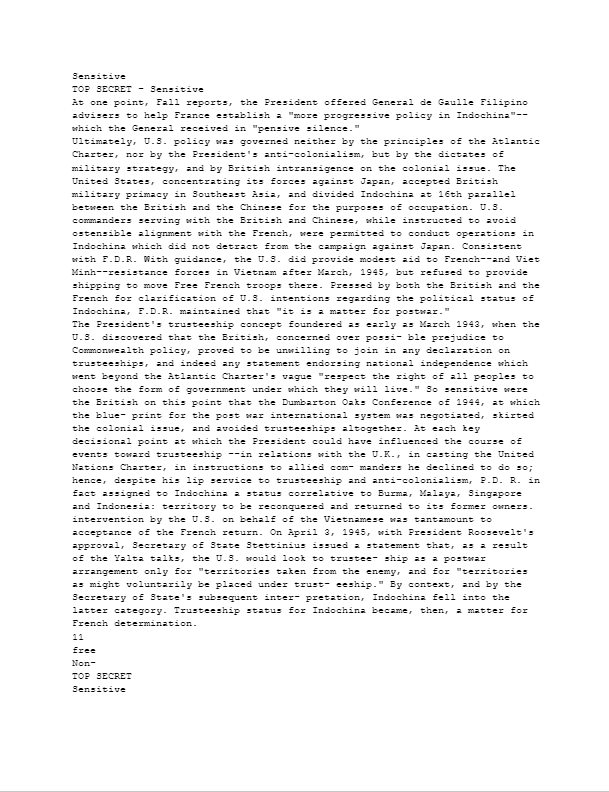 Sensitive
TOP SECRET - Sensitive
At one point, Fall reports, the President offered General de Gaulle Filipino
advisers to help France establish a "more progressive policy in Indochina"--
which the General received in "pensive silence."
Ultimately, U.S. policy was governed neither by the principles of the Atlantic
Charter, nor by the President's anti-colonialism, but by the dictates of
military strategy, and by British intransigence on the colonial issue. The
United States, concentrating its forces against Japan, accepted British
military primacy in Southeast Asia, and divided Indochina at 16th parallel
between the British and the Chinese for the purposes of occupation. U.S.
commanders serving with the British and Chinese, while instructed to avoid
ostensible alignment with the French, were permitted to conduct operations in
Indochina which did not detract from the campaign against Japan. Consistent
with F.D.R. With guidance, the U.S. did provide modest aid to French--and Viet
Minh--resistance forces in Vietnam after March, 1945, but refused to provide
shipping to move Free French troops there. Pressed by both the British and the
French for clarification of U.S. intentions regarding the political status of
Indochina, F.D.R. maintained that "it is a matter for postwar."
The President's trusteeship concept foundered as early as March 1943, when the
U.S. discovered that the British, concerned over possi- ble prejudice to
Commonwealth policy, proved to be unwilling to join in any declaration on
trusteeships, and indeed any statement endorsing national independence which
went beyond the Atlantic Charter's vague "respect the right of all peoples to
choose the form of government under which they will live." So sensitive were
the British on this point that the Dumbarton Oaks Conference of 1944, at which
the blue- print for the post war international system was negotiated, skirted
the colonial issue, and avoided trusteeships altogether. At each key
decisional point at which the President could have influenced the course of
events toward trusteeship --in relations with the U.K., in casting the United
Nations Charter, in instructions to allied com- manders he declined to do so;
hence, despite his lip service to trusteeship and anti-colonialism, P.D. R. in
fact assigned to Indochina a status correlative to Burma, Malaya, Singapore
and Indonesia: territory to be reconquered and returned to its former owners.
intervention by the U.S. on behalf of the Vietnamese was tantamount to
acceptance of the French return. On April 3, 1945, with President Roosevelt's
approval, Secretary of State Stettinius issued a statement that, as a result
of the Yalta talks, the U.S. would look to trustee- ship as a postwar
arrangement only for "territories taken from the enemy, and for "territories
as might voluntarily be placed under trust- eeship." By context, and by the
Secretary of State's subsequent inter- pretation, Indochina fell into the
latter category. Trusteeship status for Indochina became, then, a matter for
French determination.
11
free
Non-
TOP SECRET
Sensitive